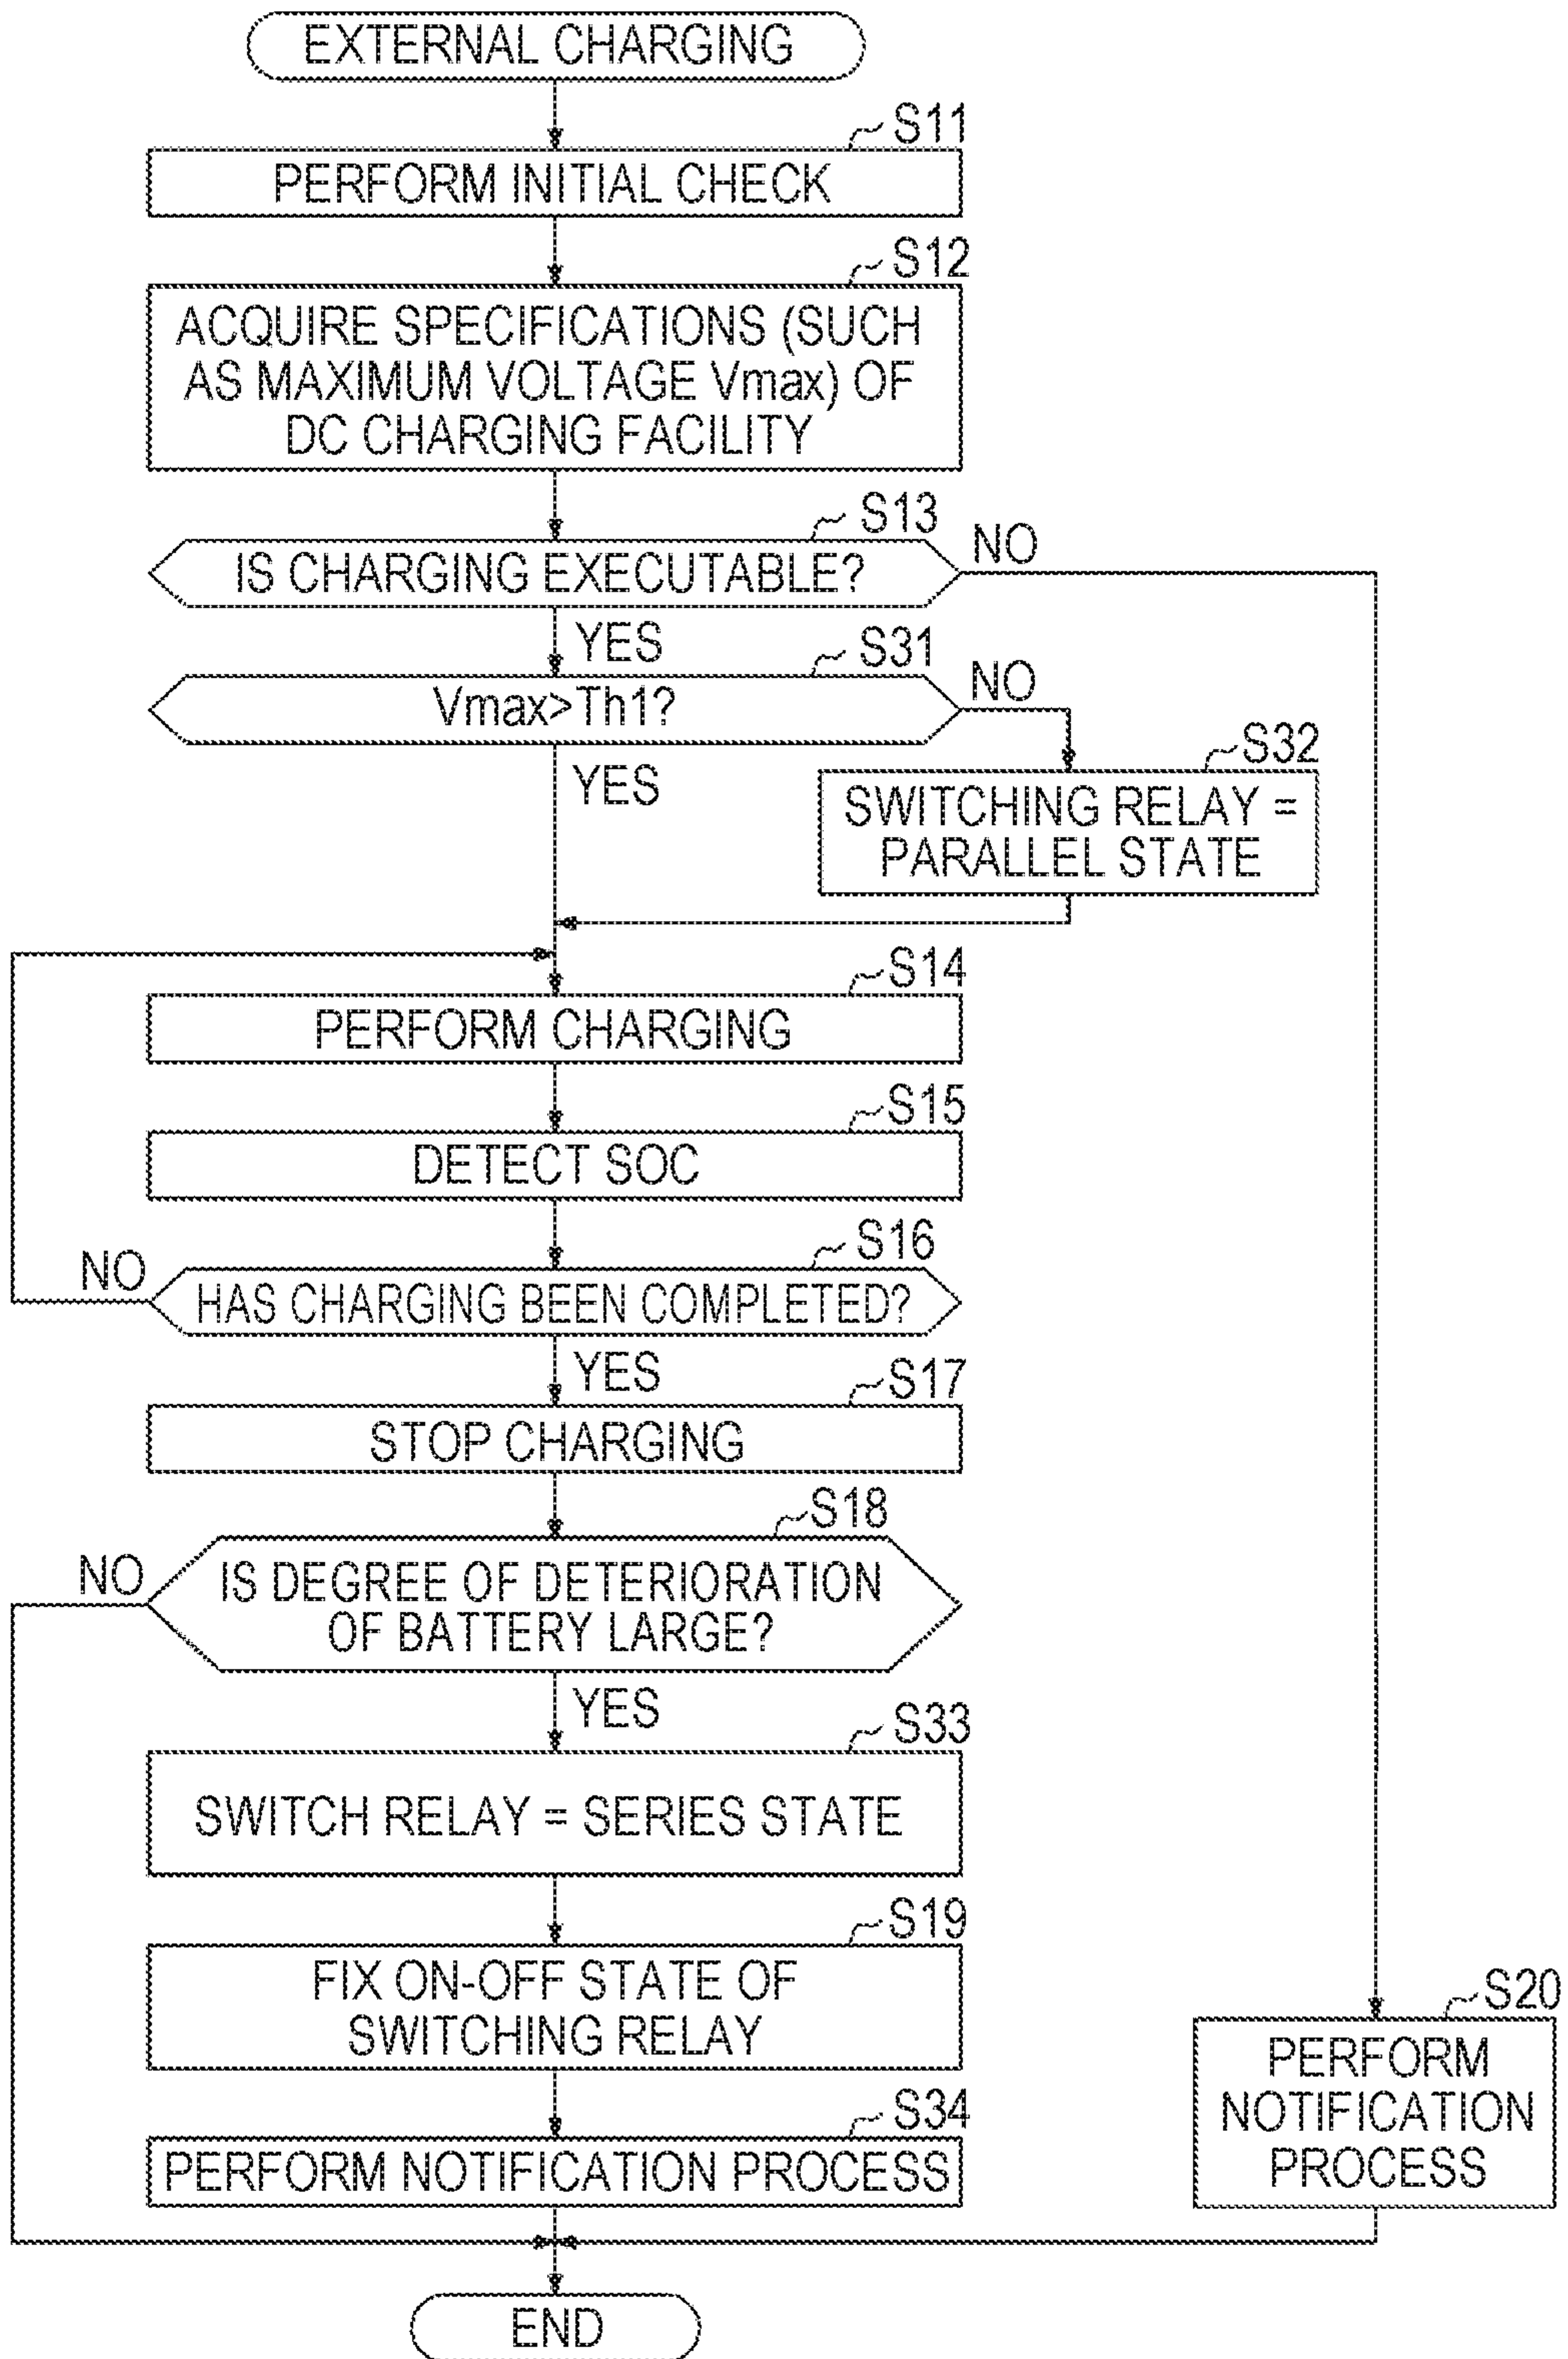 EXTERNAL CHARGING
S11
PERFORM INITIAL CHECK
S12
ACQUIRE SPECIFICATIONS (SUCH
AS MAXIMUM VOLTAGE Vmax) OF
DC CHARGING FACILITY
S13
IS CHARGING EXECUTABLE?
NO
YES
S31
Vmax>Th1?
NO
YES
S32
SWITCHING RELAY =
PARALLEL STATE
S14
PERFORM CHARGING
S15
DETECT SOC
S16
NO
HAS CHARGING BEEN COMPLETED?
YES
S17
STOP CHARGING
S18
NO
IS DEGREE OF DETERIORATION
OF BATTERY LARGE?
YES
S33
SWITCH RELAY = SERIES STATE
S19
FIX ON-OFF STATE OF
SWITCHING RELAY
S20
PERFORM
NOTIFICATION
PROCESS
S34
PERFORM NOTIFICATION PROCESS
END